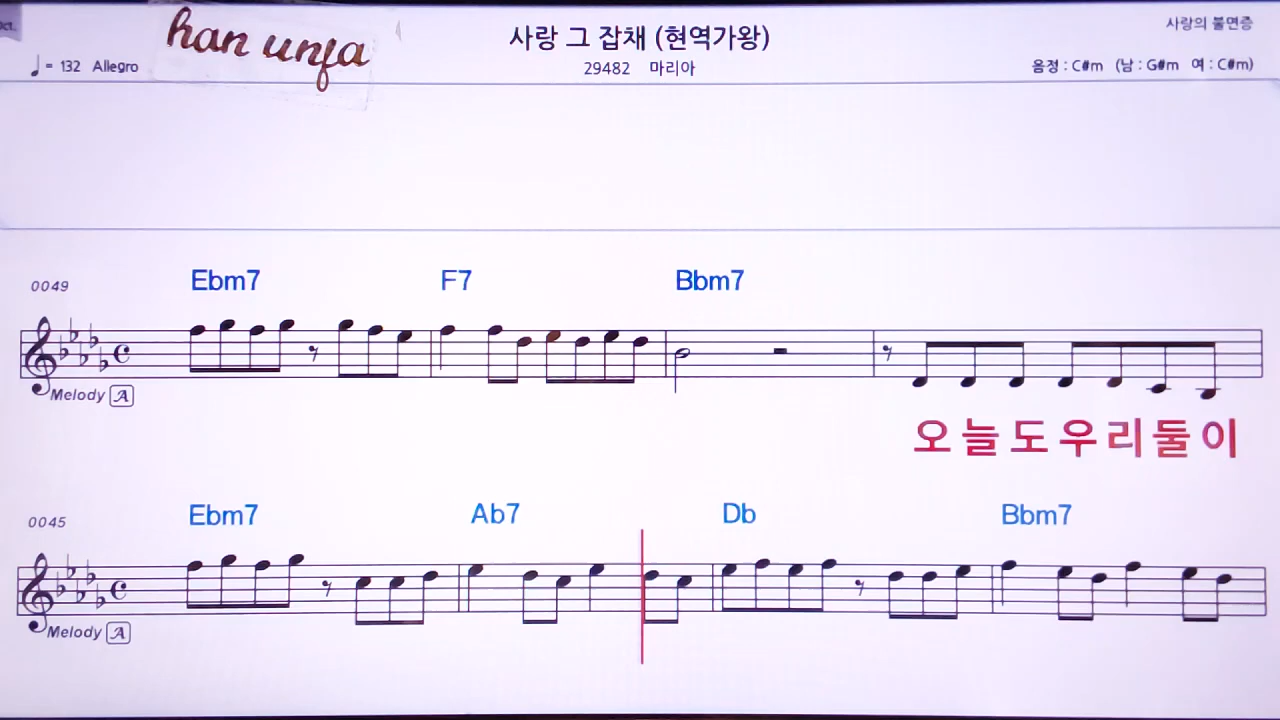 oct.
han unfa
사랑 그 잡채 (현역가왕)
사랑의 불면증
♩= 132 Allegro
29482 마리아
음정 : C#m (남 : G#m 여 : C#m)
0049 Ebm7 F7 Bbm7
Melody A
오늘도우리둘이
0045 Ebm7 Ab7 Db Bbm7
Melody A